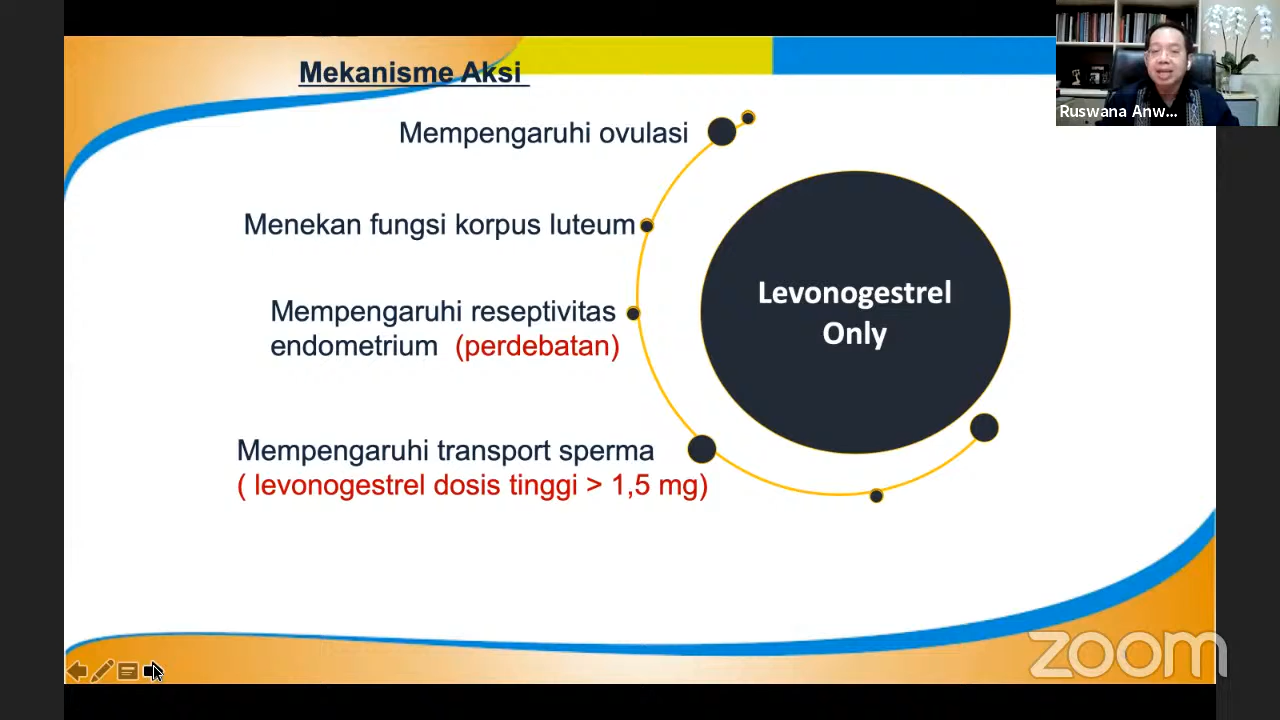 Mekanisme Aksi
Ruswana Anw...
Mempengaruhi ovulasi
Menekan fungsi korpus luteum
Mempengaruhi reseptivitas
endometrium (perdebatan)
Levonogestrel
Only
Mempengaruhi transport sperma
( levonogestrel dosis tinggi > 1,5 mg)
zoom